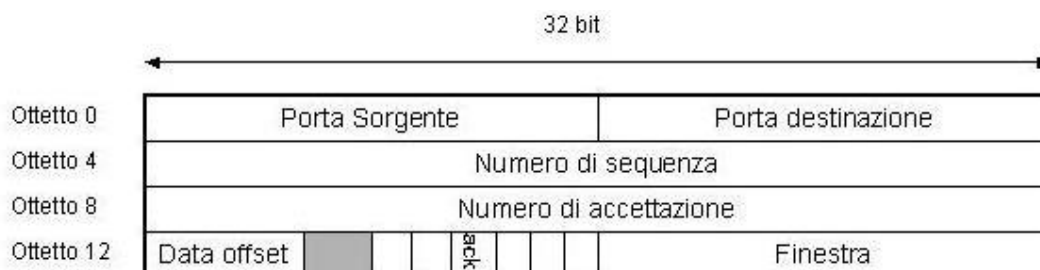 32 bit
Ottetto 0 Porta Sorgente Porta destinazione
Ottetto 4 Numero di sequenza
Ottetto 8 Numero di accettazione
Ottetto 12 Data offset ack Finestra